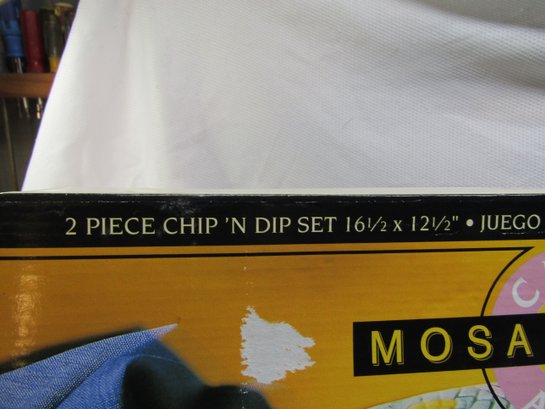 2 PIECE CHIP 'N DIP SET 16½ x 12½" • JUEGO
MOSA